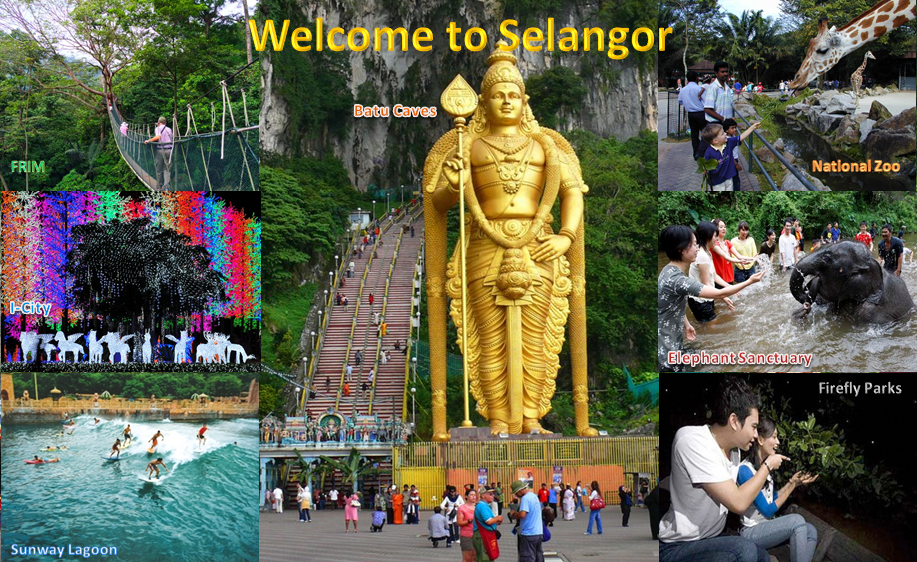 Welcome to Selangor
Batu Caves
FRIM
National Zoo
I-City
Elephant Sanctuary
Firefly Parks
Sunway Lagoon